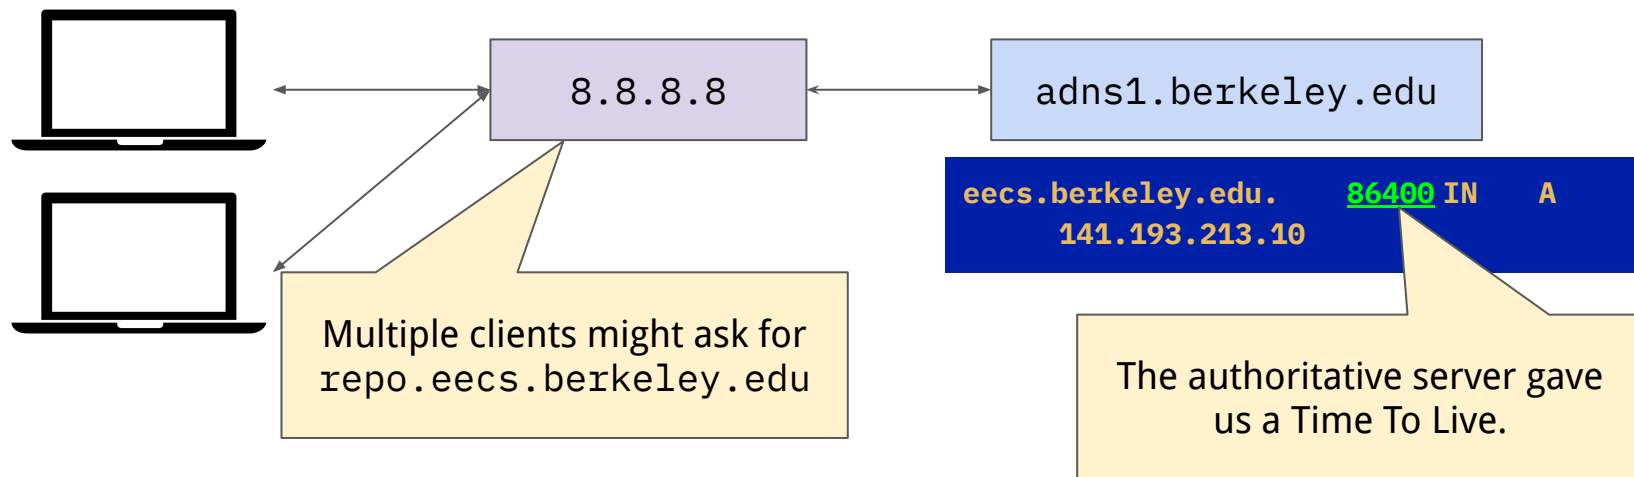 8.8.8.8
adns1.berkeley.edu
eecs.berkeley.edu. 86400 IN A
141.193.213.10
Multiple clients might ask for
repo.eecs.berkeley.edu
The authoritative server gave
us a Time To Live.